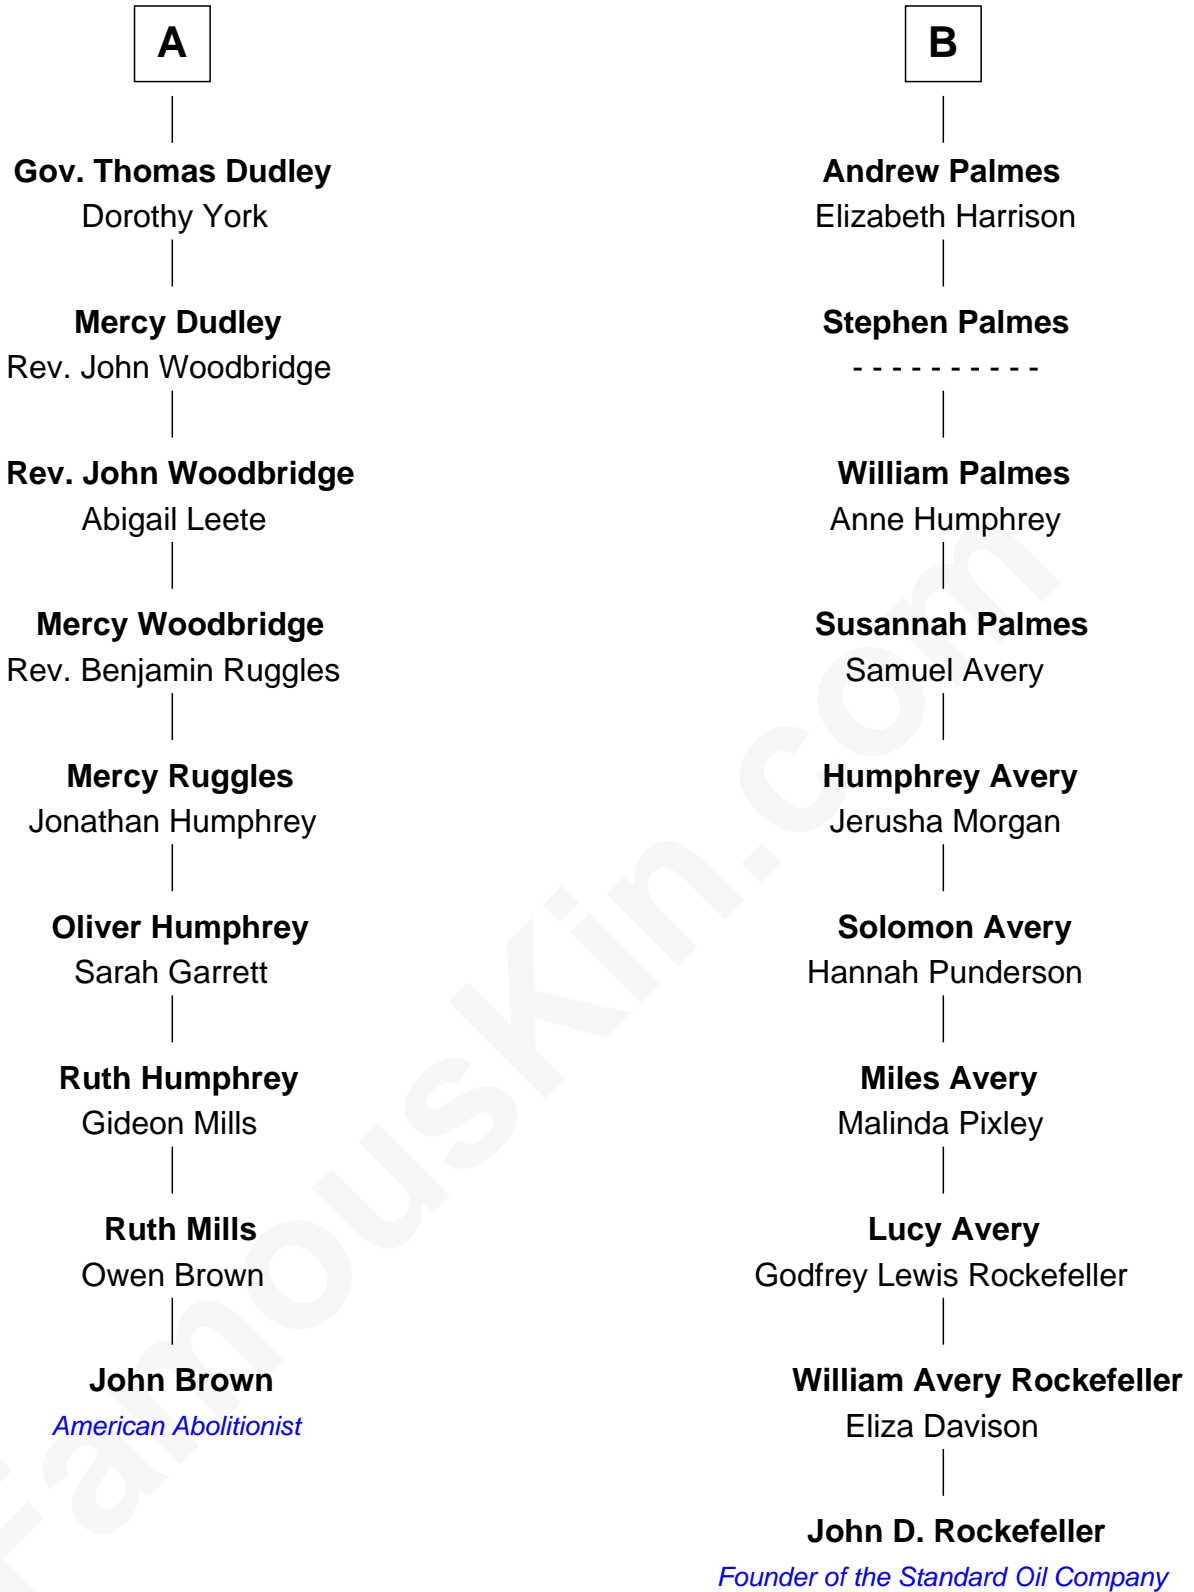 A
Gov. Thomas Dudley
Dorothy York
Mercy Dudley
Rev. John Woodbridge
Rev. John Woodbridge
Abigail Leete
Mercy Woodbridge
Rev. Benjamin Ruggles
Mercy Ruggles
Jonathan Humphrey
Oliver Humphrey
Sarah Garrett
Ruth Humphrey
Gideon Mills
Ruth Mills
Owen Brown
John Brown
American Abolitionist
B
Andrew Palmes
Elizabeth Harrison
Stephen Palmes
- - - - - - - - - -
William Palmes
Anne Humphrey
Susannah Palmes
Samuel Avery
Humphrey Avery
Jerusha Morgan
Solomon Avery
Hannah Punderson
Miles Avery
Malinda Pixley
Lucy Avery
Godfrey Lewis Rockefeller
William Avery Rockefeller
Eliza Davison
John D. Rockefeller
Founder of the Standard Oil Company
FamousKin.com